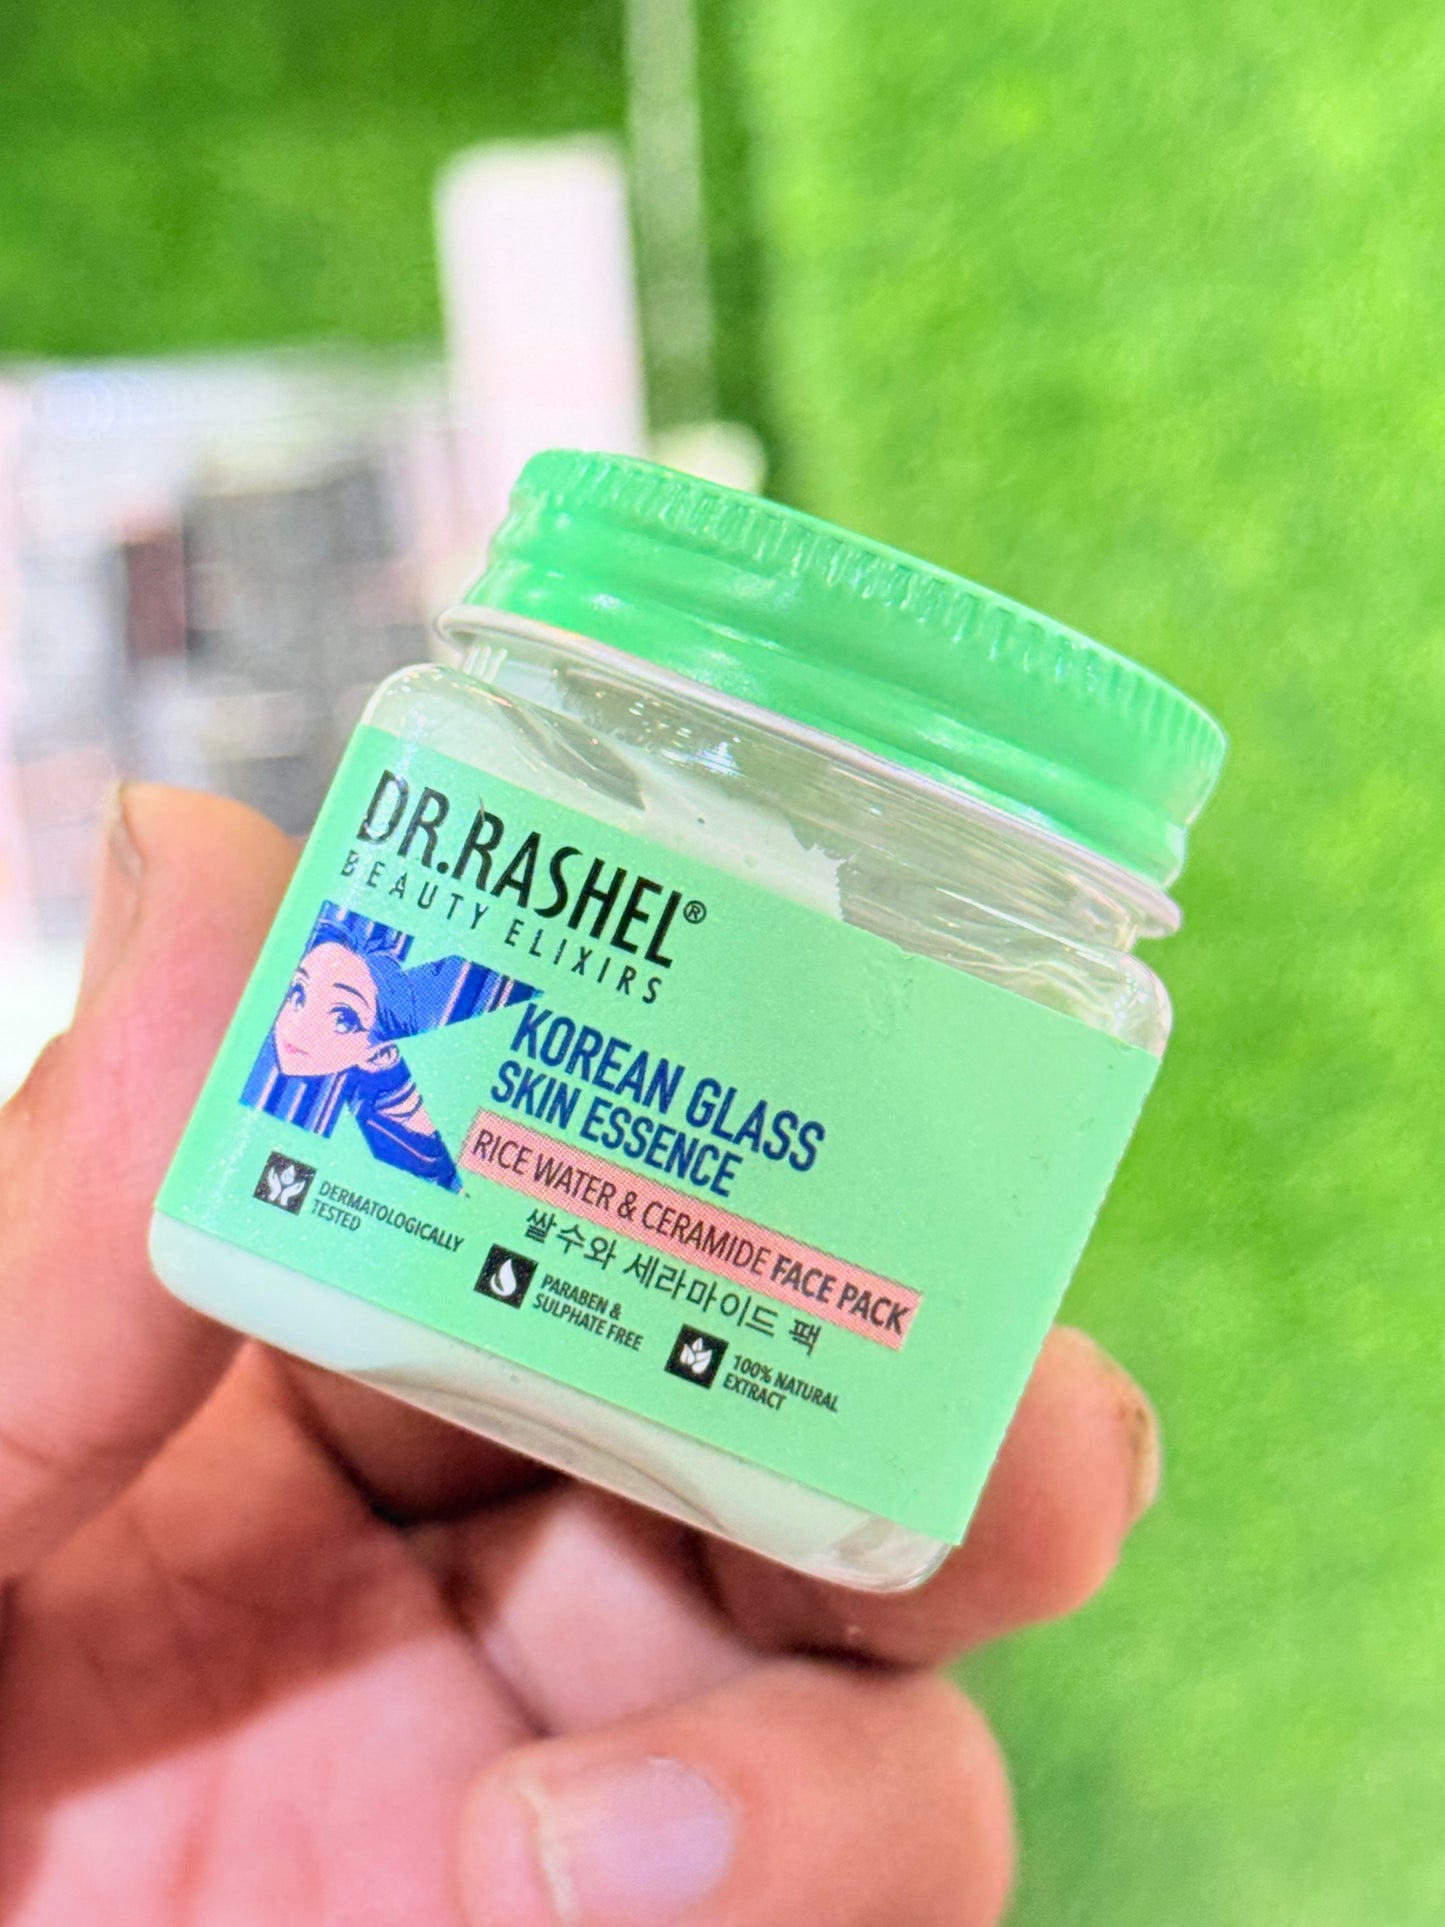 DR.RASHEL®
BEAUTY ELIXIRS
KOREAN GLASS
SKIN ESSENCE
RICE WATER & CERAMIDE FACE PACK
쌀 수와 세라마이드 팩
DERMATOLOGICALLY
TESTED
PARABEN &
SULPHATE FREE
100% NATURAL
EXTRACT